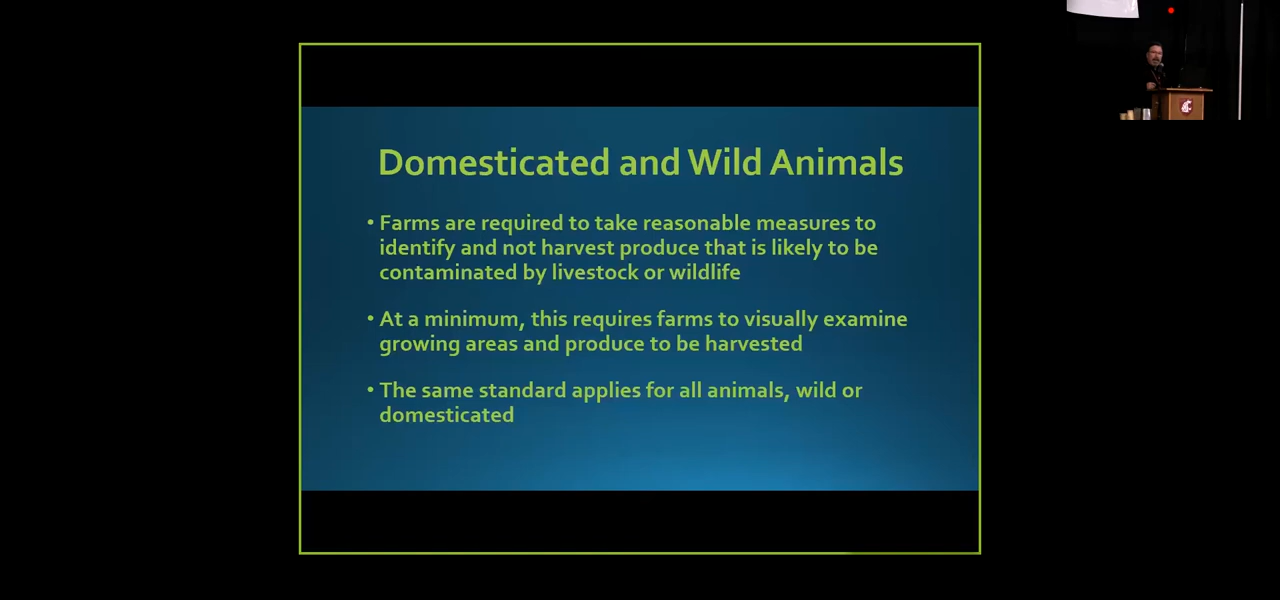 Domesticated and Wild Animals
• Farms are required to take reasonable measures to
identify and not harvest produce that is likely to be
contaminated by livestock or wildlife
• At a minimum, this requires farms to visually examine
growing areas and produce to be harvested
• The same standard applies for all animals, wild or
domesticated